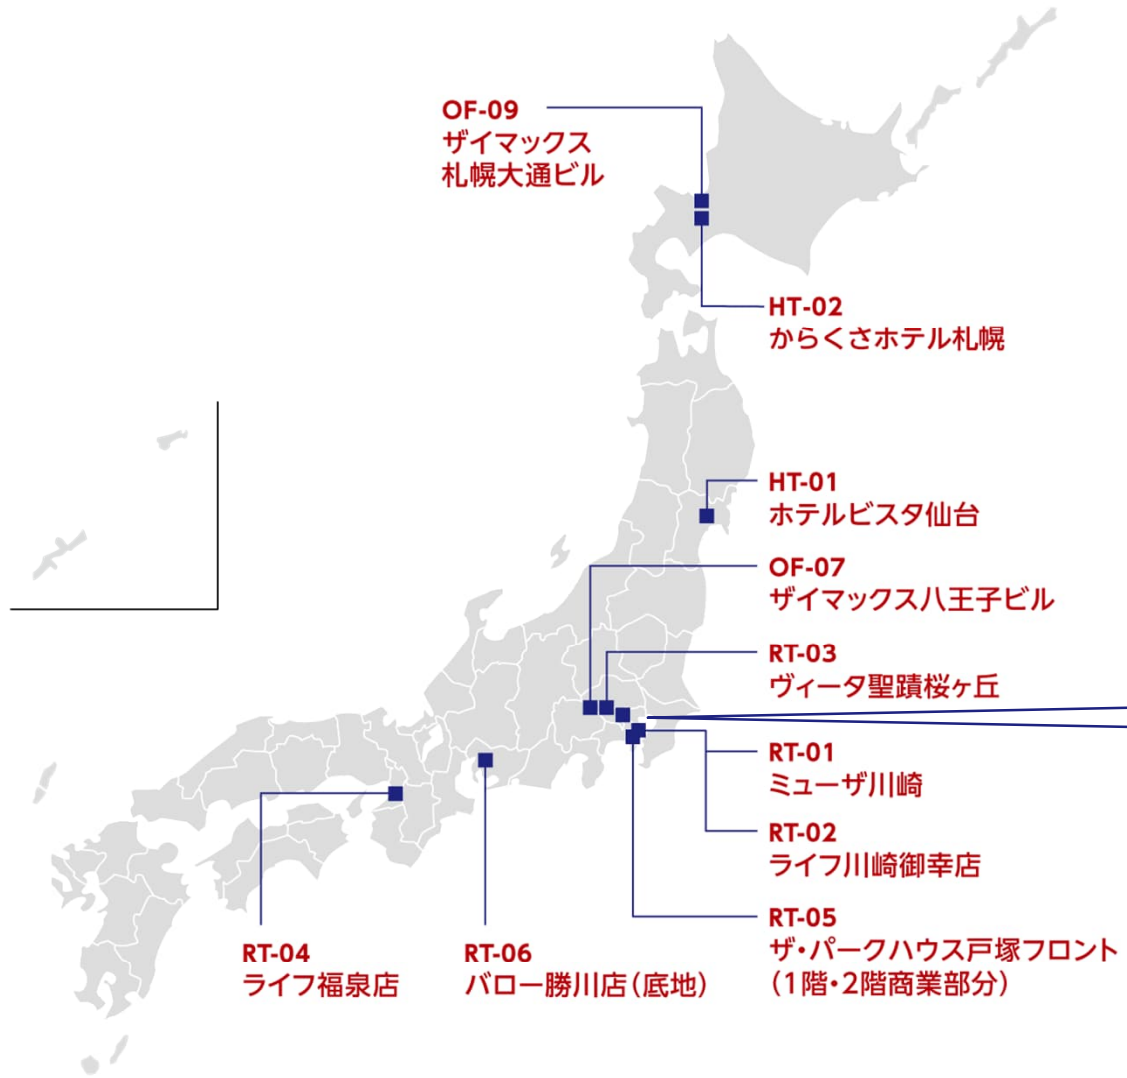 OF-09
ザイマックス
札幌大通ビル
HT-02
からくさホテル札幌
HT-01
ホテルビスタ仙台
OF-07
ザイマックス八王子ビル
RT-03
ヴィータ聖蹟桜ヶ丘
RT-01
ミューザ川崎
RT-02
ライフ川崎御幸店
RT-05
ザ・パークハウス戸塚フロント
（1階・2階商業部分）
RT-04
ライフ福泉店
RT-06
バロー勝川店（底地）